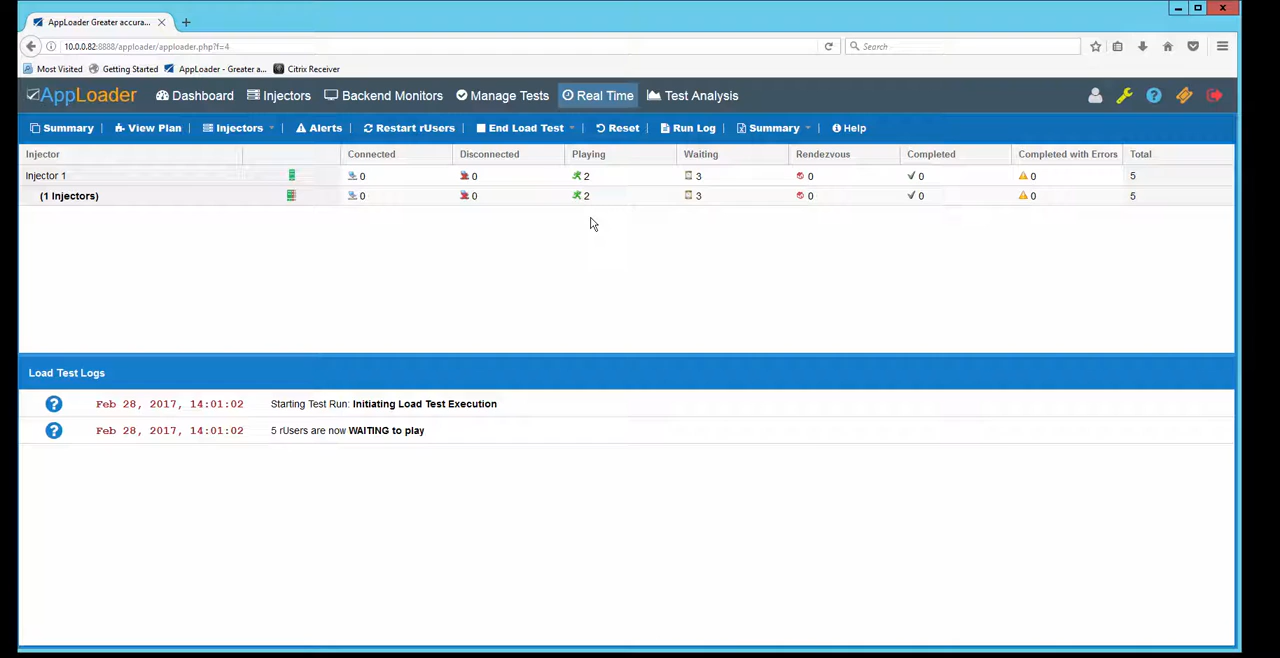 AppLoader Greater accura...
10.0.0.82:8888/apploader/apploader.php?f=4
Search
Most Visited Getting Started AppLoader - Greater a... Citrix Receiver
AppLoader Dashboard Injectors Backend Monitors Manage Tests Real Time Test Analysis
Summary View Plan Injectors Alerts Restart rUsers End Load Test Reset Run Log Summary Help
Injector Connected Disconnected Playing Waiting Rendezvous Completed Completed with Errors Total
Injector 1 0 0 2 3 0 0 0 5
(1 Injectors) 0 0 2 3 0 0 0 5
Load Test Logs
Feb 28, 2017, 14:01:02 Starting Test Run: Initiating Load Test Execution
Feb 28, 2017, 14:01:02 5 rUsers are now WAITING to play